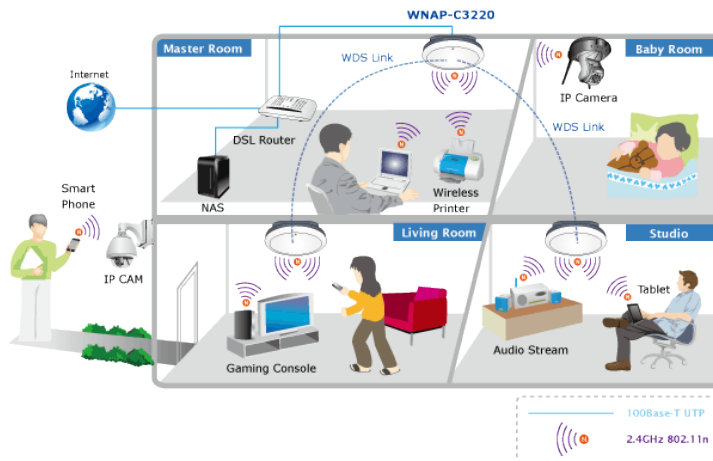 WNAP-C3220
Master Room
WDS Link
Baby Room
Internet
IP Camera
DSL Router
WDS Link
Smart
Phone
NAS
Wireless
Printer
Living Room
Studio
IP CAM
Tablet
Gaming Console
Audio Stream
100Base-T UTP
2.4GHz 802.11n